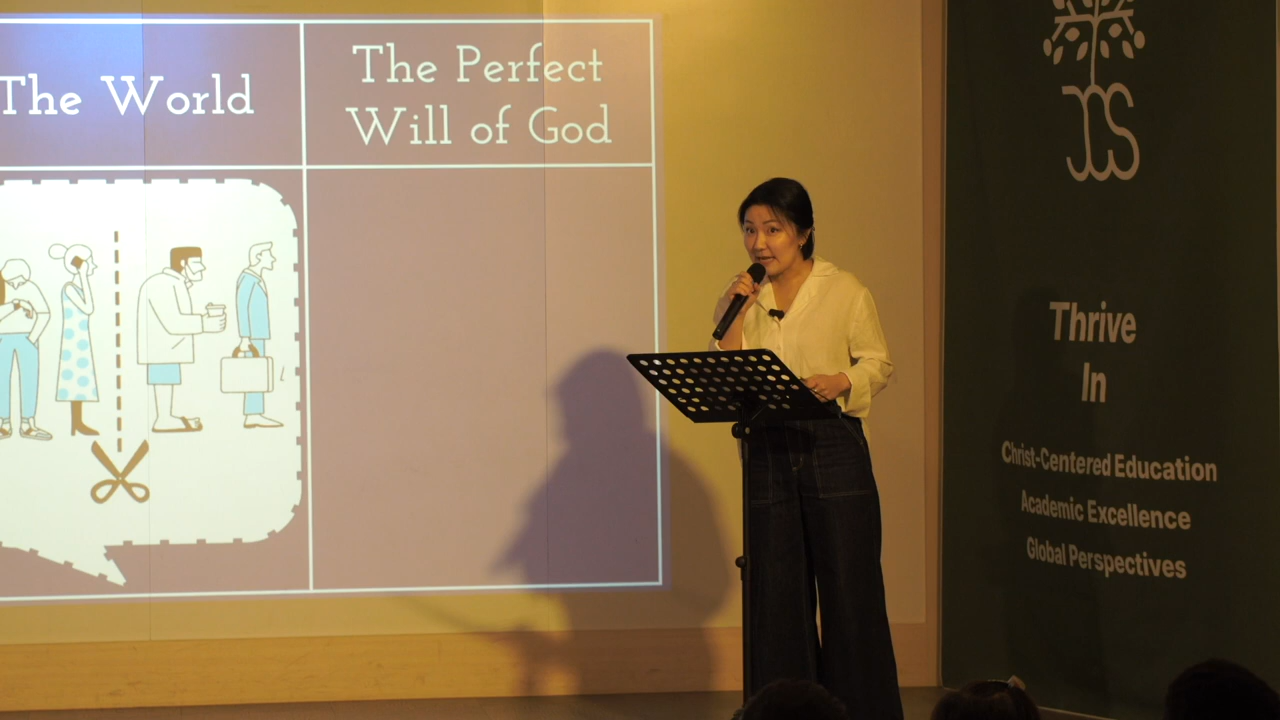 The World
The Perfect
Will of God
Thrive
In
Christ-Centered Education
Academic Excellence
Global Perspectives